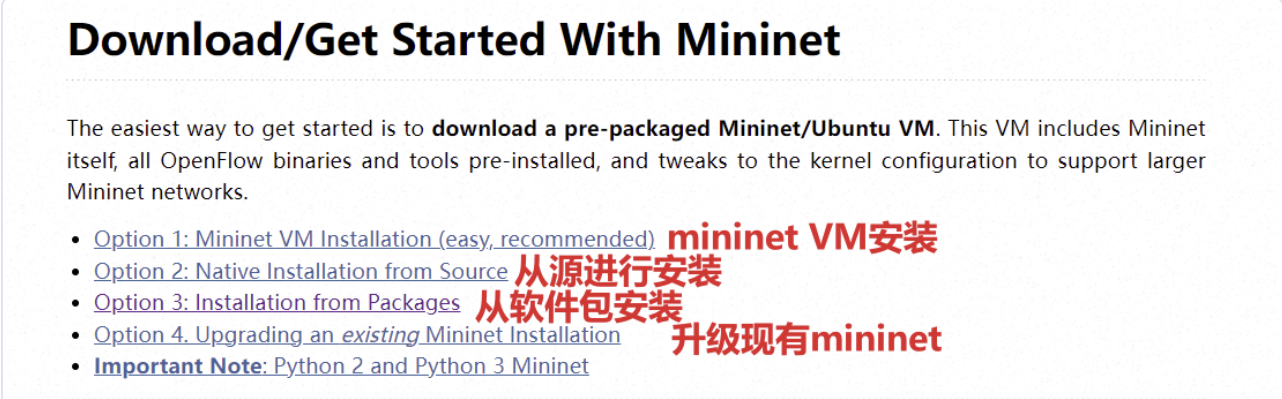 Download/Get Started With Mininet
The easiest way to get started is to download a pre-packaged Mininet/Ubuntu VM. This VM includes Mininet
itself, all OpenFlow binaries and tools pre-installed, and tweaks to the kernel configuration to support larger
Mininet networks.
• Option 1: Mininet VM Installation (easy, recommended) mininet VM安装
• Option 2: Native Installation from Source 从源进行安装
• Option 3: Installation from Packages 从软件包安装
• Option 4. Upgrading an existing Mininet Installation 升级现有mininet
• Important Note: Python 2 and Python 3 Mininet